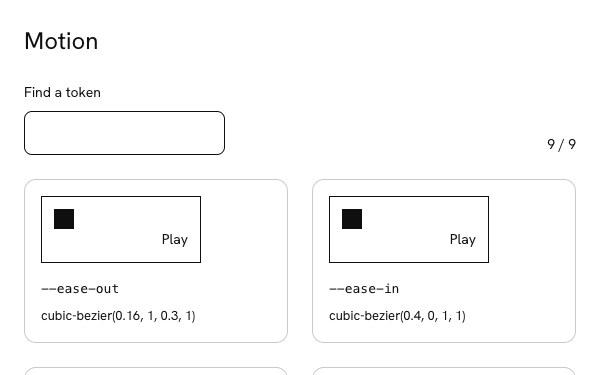 Motion
Find a token
9 / 9
Play
Play
--ease-out
--ease-in
cubic-bezier(0.16, 1, 0.3, 1)
cubic-bezier(0.4, 0, 1, 1)